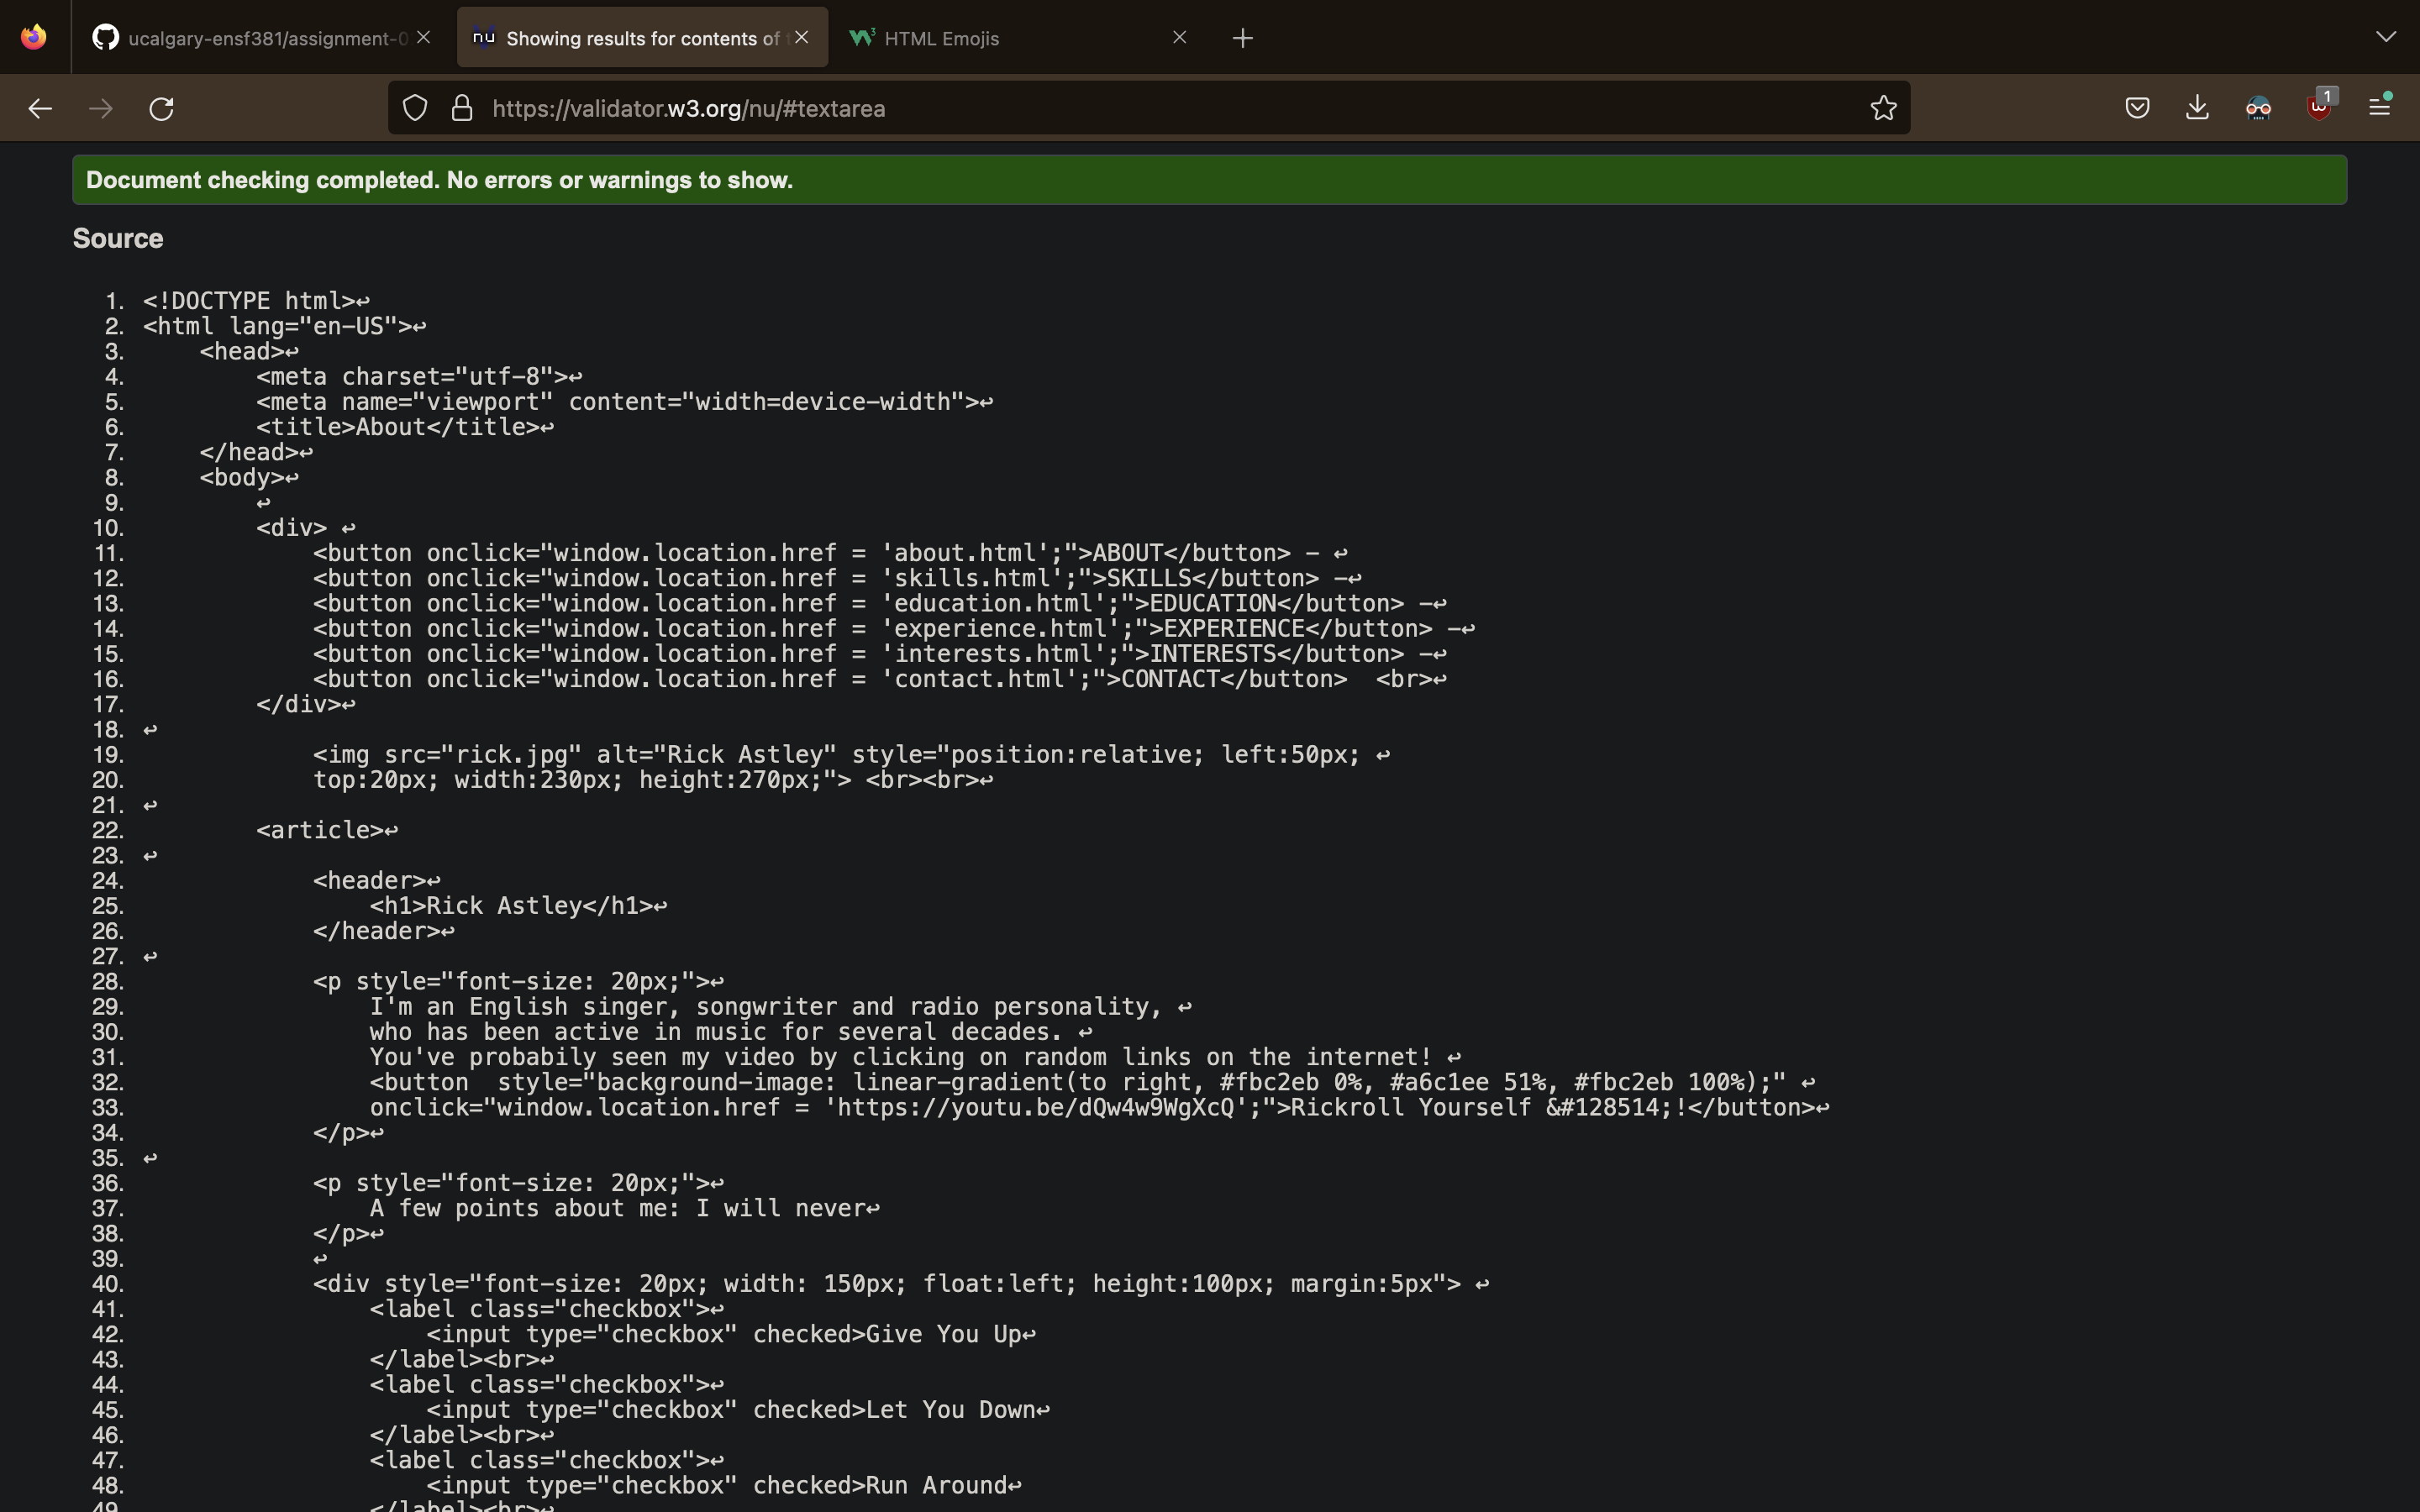 ucalgary-ensf381/assignment-0
nu Showing results for contents of t
HTML Emojis
https://validator.w3.org/nu/#textarea
1
Document checking completed. No errors or warnings to show.
Source
1. <!DOCTYPE html>↩
2. <html lang="en-US">↩
3. <head>↩
4. <meta charset="utf-8">↩
5. <meta name="viewport" content="width=device-width">↩
6. <title>About</title>↩
7. </head>↩
8. <body>↩
9. ↩
10. <div> ↩
11. <button onclick="window.location.href = 'about.html';">ABOUT</button> – ↩
12. <button onclick="window.location.href = 'skills.html';">SKILLS</button> –↩
13. <button onclick="window.location.href = 'education.html';">EDUCATION</button> –↩
14. <button onclick="window.location.href = 'experience.html';">EXPERIENCE</button> –↩
15. <button onclick="window.location.href = 'interests.html';">INTERESTS</button> –↩
16. <button onclick="window.location.href = 'contact.html';">CONTACT</button>  <br>↩
17. </div>↩
18. ↩
19. <img src="rick.jpg" alt="Rick Astley" style="position:relative; left:50px; ↩
20. top:20px; width:230px; height:270px;"> <br><br>↩
21. ↩
22. <article>↩
23. ↩
24. <header>↩
25. <h1>Rick Astley</h1>↩
26. </header>↩
27. ↩
28. <p style="font-size: 20px;">↩
29. I'm an English singer, songwriter and radio personality, ↩
30. who has been active in music for several decades. ↩
31. You've probabily seen my video by clicking on random links on the internet! ↩
32. <button  style="background-image: linear-gradient(to right, #fbc2eb 0%, #a6c1ee 51%, #fbc2eb 100%);" ↩
33. onclick="window.location.href = 'https://youtu.be/dQw4w9WgXcQ';">Rickroll Yourself &#128514;!</button>↩
34. </p>↩
35. ↩
36. <p style="font-size: 20px;">↩
37. A few points about me: I will never↩
38. </p>↩
39. ↩
40. <div style="font-size: 20px; width: 150px; float:left; height:100px; margin:5px"> ↩
41. <label class="checkbox">↩
42. <input type="checkbox" checked>Give You Up↩
43. </label><br>↩
44. <label class="checkbox">↩
45. <input type="checkbox" checked>Let You Down↩
46. </label><br>↩
47. <label class="checkbox">↩
48. <input type="checkbox" checked>Run Around↩
49. </label><br>↩